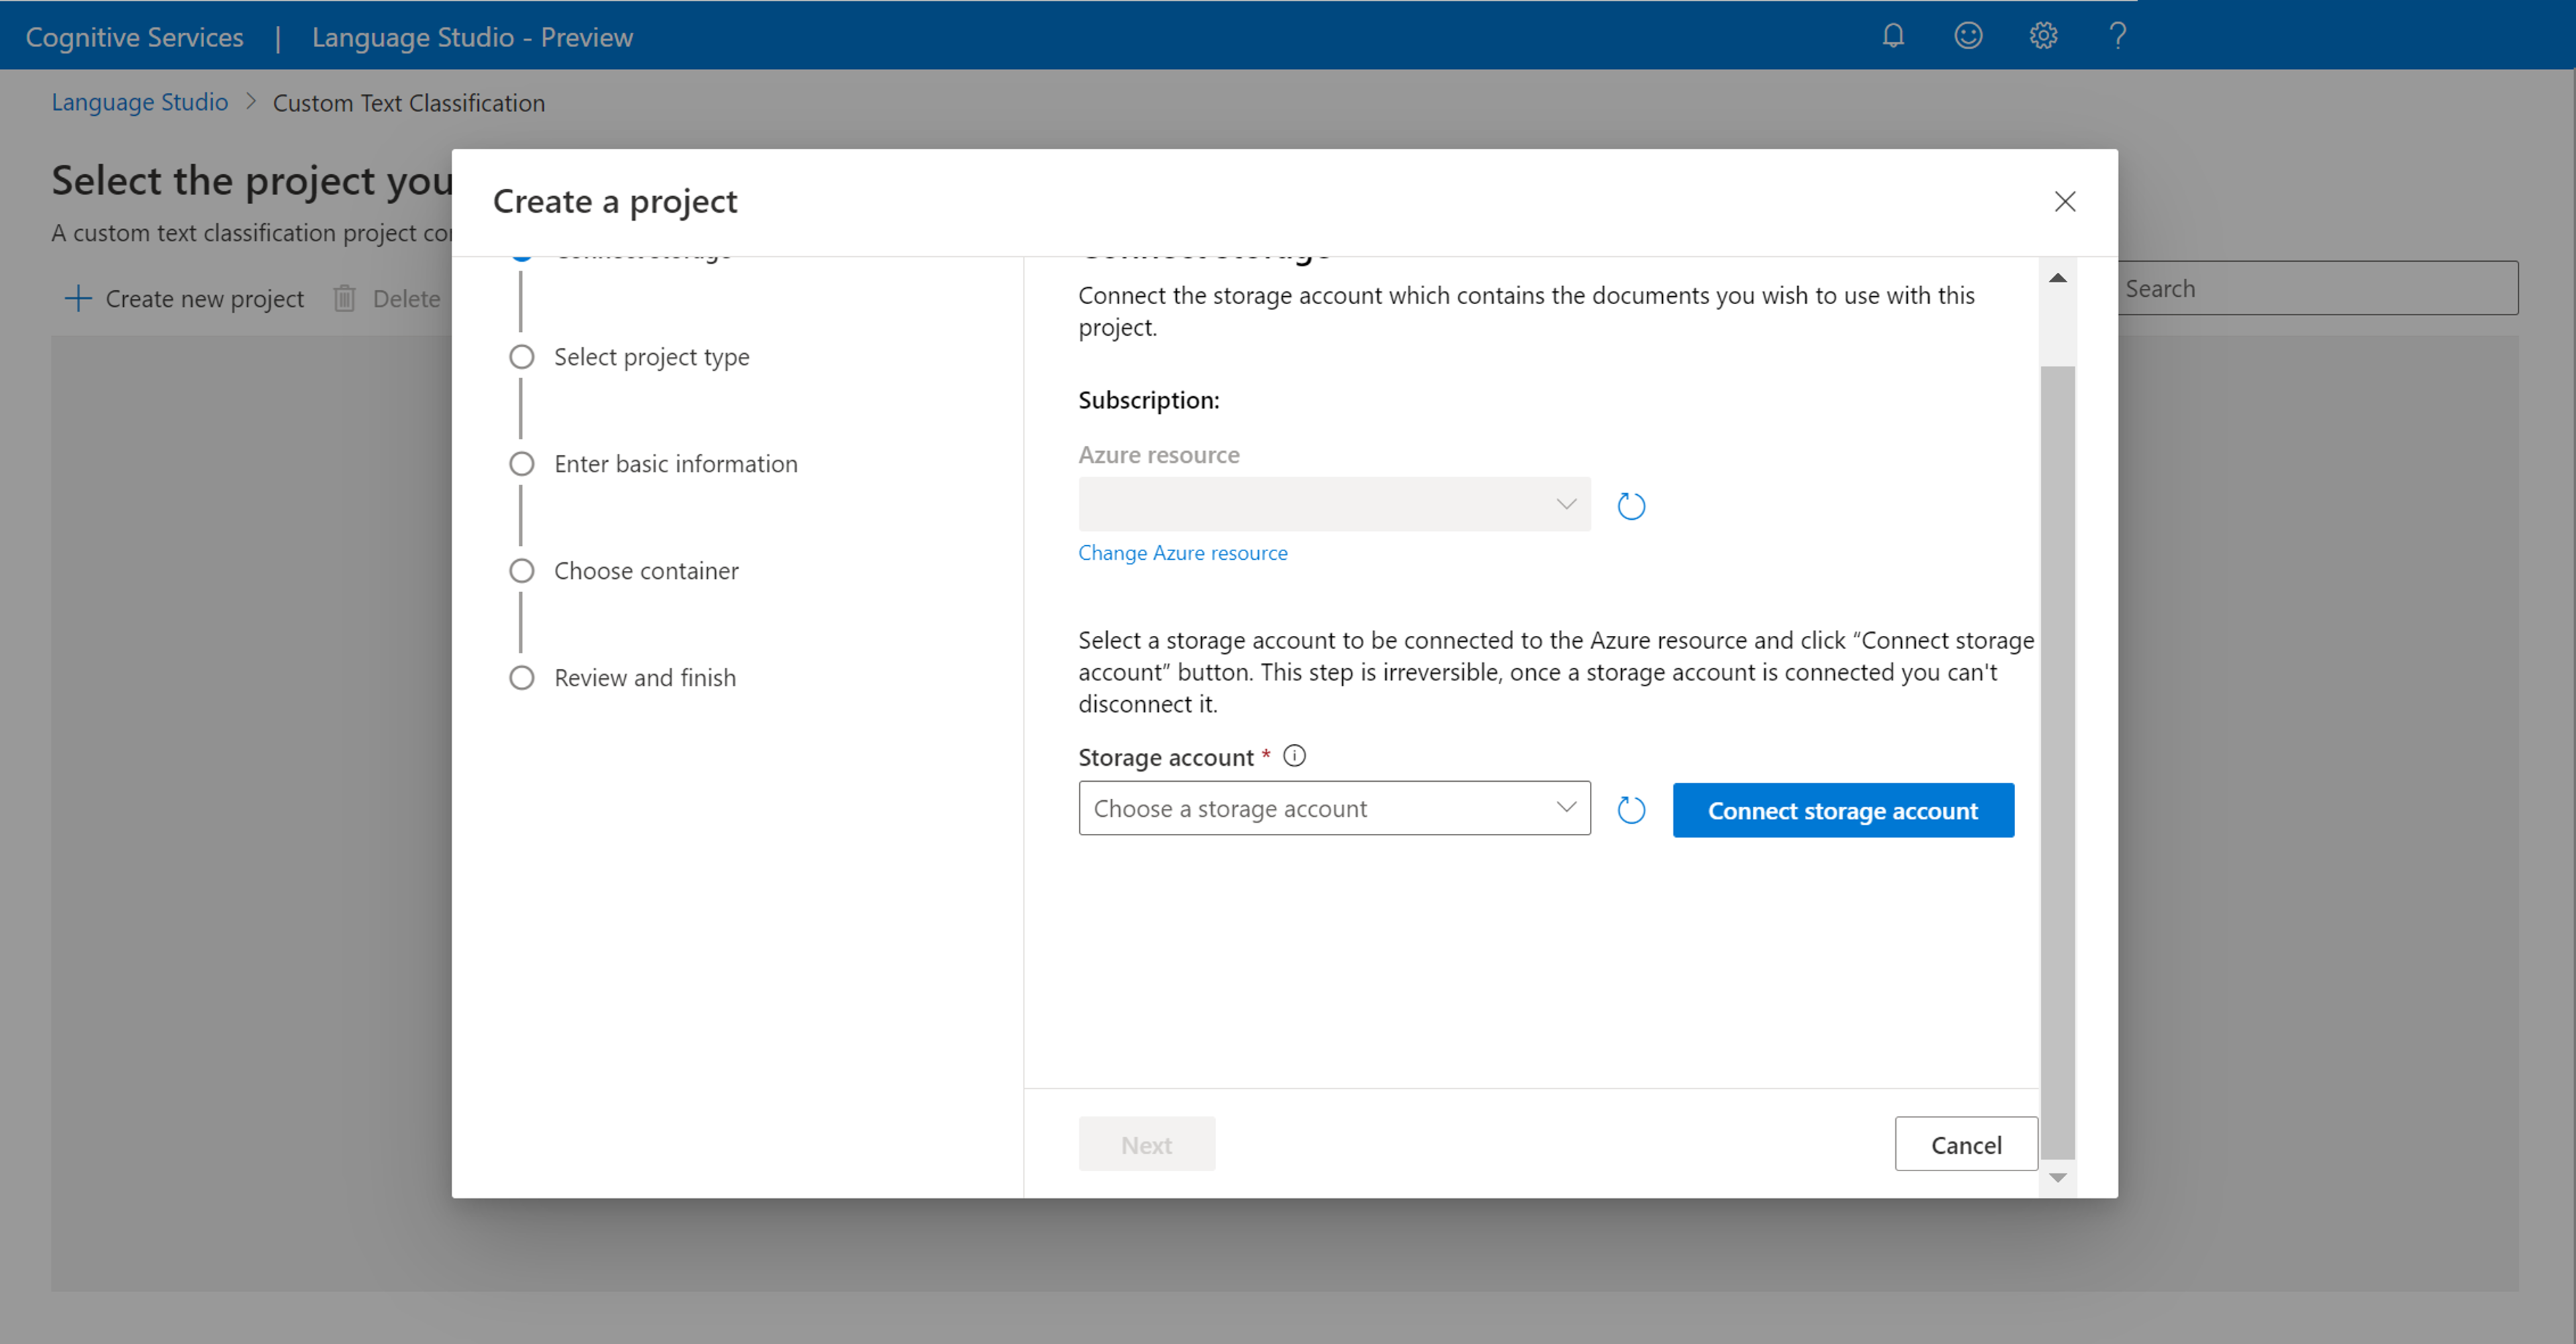 Cognitive Services | Language Studio - Preview
Language Studio > Custom Text Classification
Select the project you
A custom text classification project co
Create new project Delete
Search
Create a project
Connect storage
Select project type
Enter basic information
Choose container
Review and finish
Connect storage
Connect the storage account which contains the documents you wish to use with this
project.
Subscription:
Azure resource
Change Azure resource
Select a storage account to be connected to the Azure resource and click “Connect storage
account” button. This step is irreversible, once a storage account is connected you can't
disconnect it.
Storage account *
Choose a storage account
Connect storage account
Next
Cancel